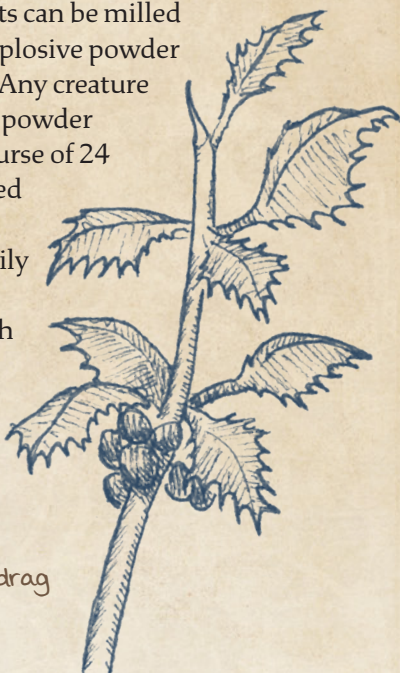 ts can be milled
plosive powder
Any creature
powder
urse of 24
ed
ily
h
drag